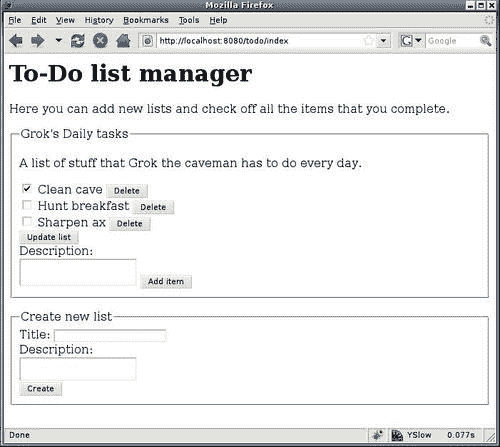 Mozilla Firefox
File Edit View History Bookmarks Tools Help
http://localhost:8080/todo/index
Google
To-Do list manager
Here you can add new lists and check off all the items that you complete.
Grok's Daily tasks
A list of stuff that Grok the caveman has to do every day.
Clean cave Delete
Hunt breakfast Delete
Sharpen ax Delete
Update list
Description:
Add item
Create new list
Title:
Description:
Create
Done YSlow 0.077s